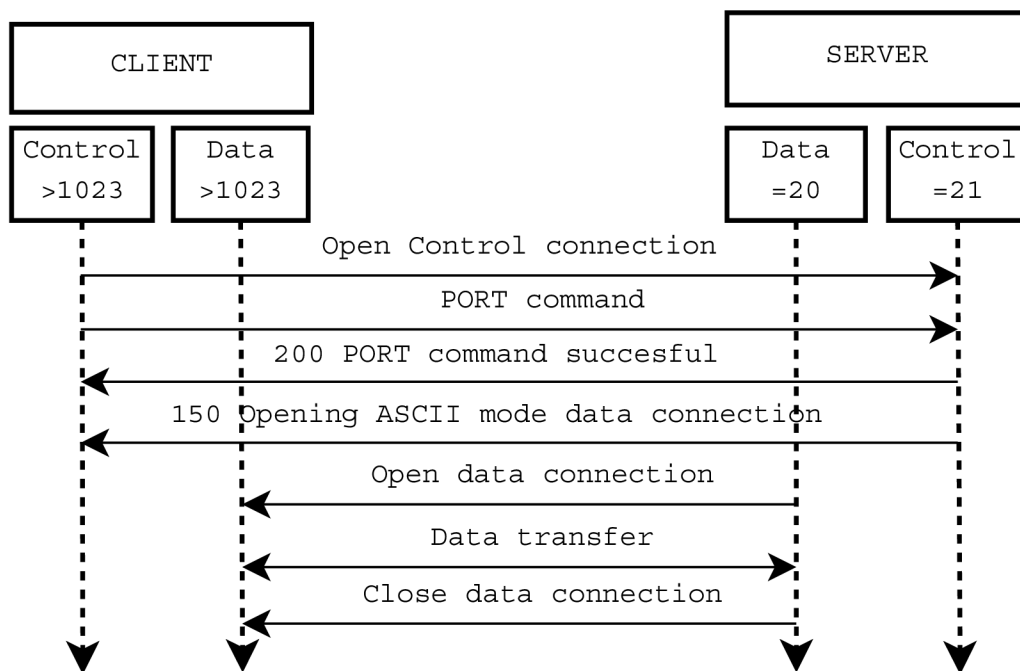 CLIENT
SERVER
Control
>1023
Data
>1023
Data
=20
Control
=21
Open Control connection
PORT command
200 PORT command succesful
150 Opening ASCII mode data connection
Open data connection
Data transfer
Close data connection